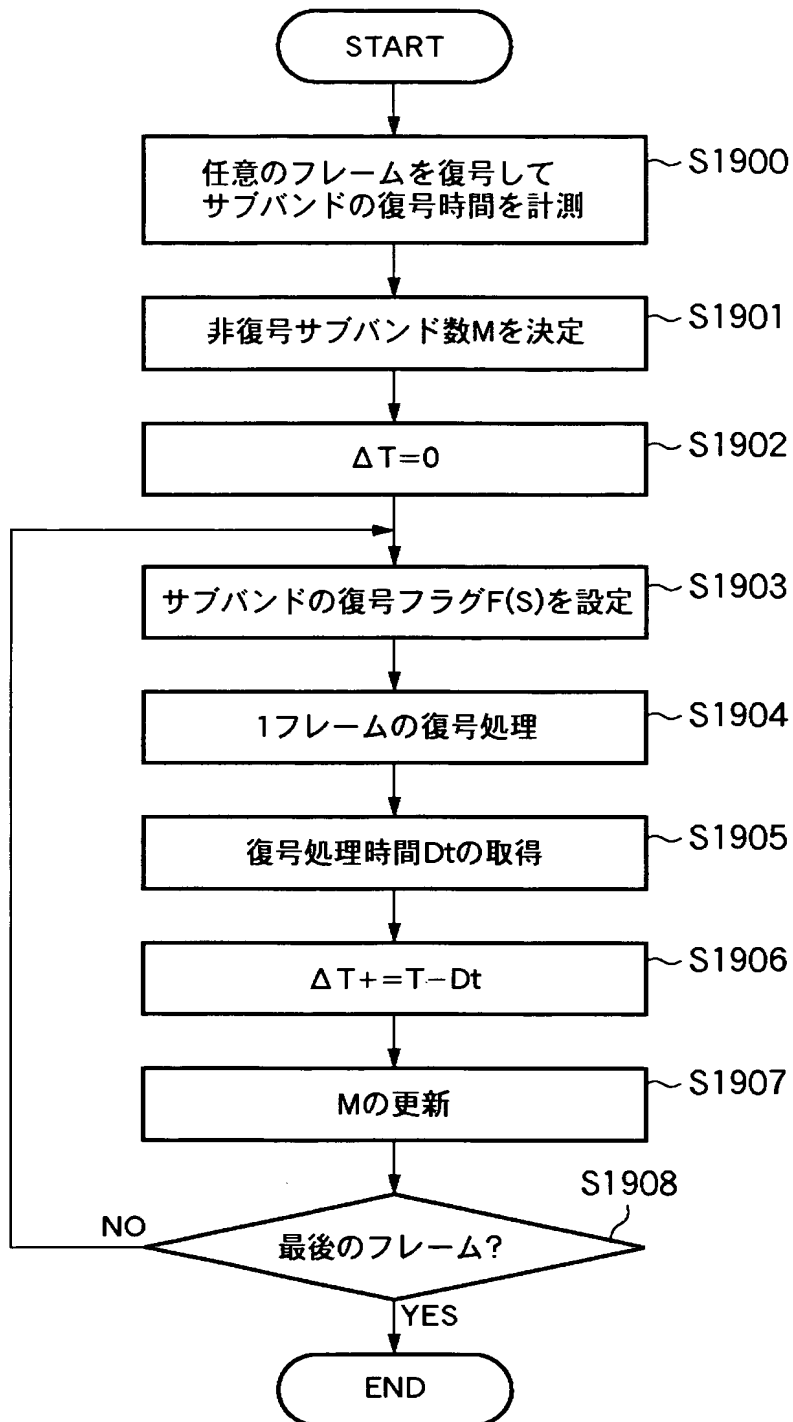 START
任意のフレームを復号して
サブバンドの復号時間を計測
S1900
非復号サブバンド数Mを決定
S1901
ΔT=0
S1902
サブバンドの復号フラグF(S)を設定
S1903
1フレームの復号処理
S1904
復号処理時間Dtの取得
S1905
ΔT+=T-Dt
S1906
Mの更新
S1907
S1908
NO
最後のフレーム?
YES
END